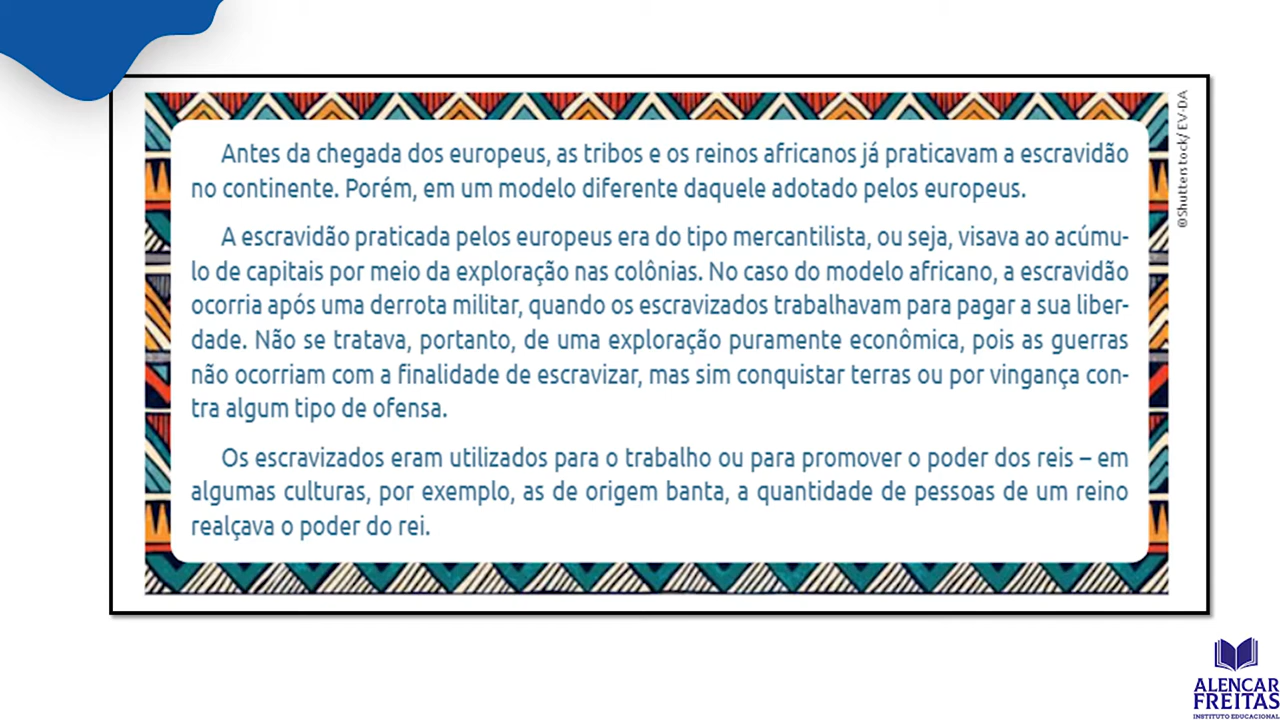 Antes da chegada dos europeus, as tribos e os reinos africanos já praticavam a escravidão
no continente. Porém, em um modelo diferente daquele adotado pelos europeus.
A escravidão praticada pelos europeus era do tipo mercantilista, ou seja, visava ao acúmu-
lo de capitais por meio da exploração nas colônias. No caso do modelo africano, a escravidão
ocorria após uma derrota militar, quando os escravizados trabalhavam para pagar a sua liber-
dade. Não se tratava, portanto, de uma exploração puramente econômica, pois as guerras
não ocorriam com a finalidade de escravizar, mas sim conquistar terras ou por vingança con-
tra algum tipo de ofensa.
Os escravizados eram utilizados para o trabalho ou para promover o poder dos reis – em
algumas culturas, por exemplo, as de origem banta, a quantidade de pessoas de um reino
realçava o poder do rei.
©Shutterstock/ EV-DA
ALENCAR
FREITAS
INSTITUTO EDUCACIONAL